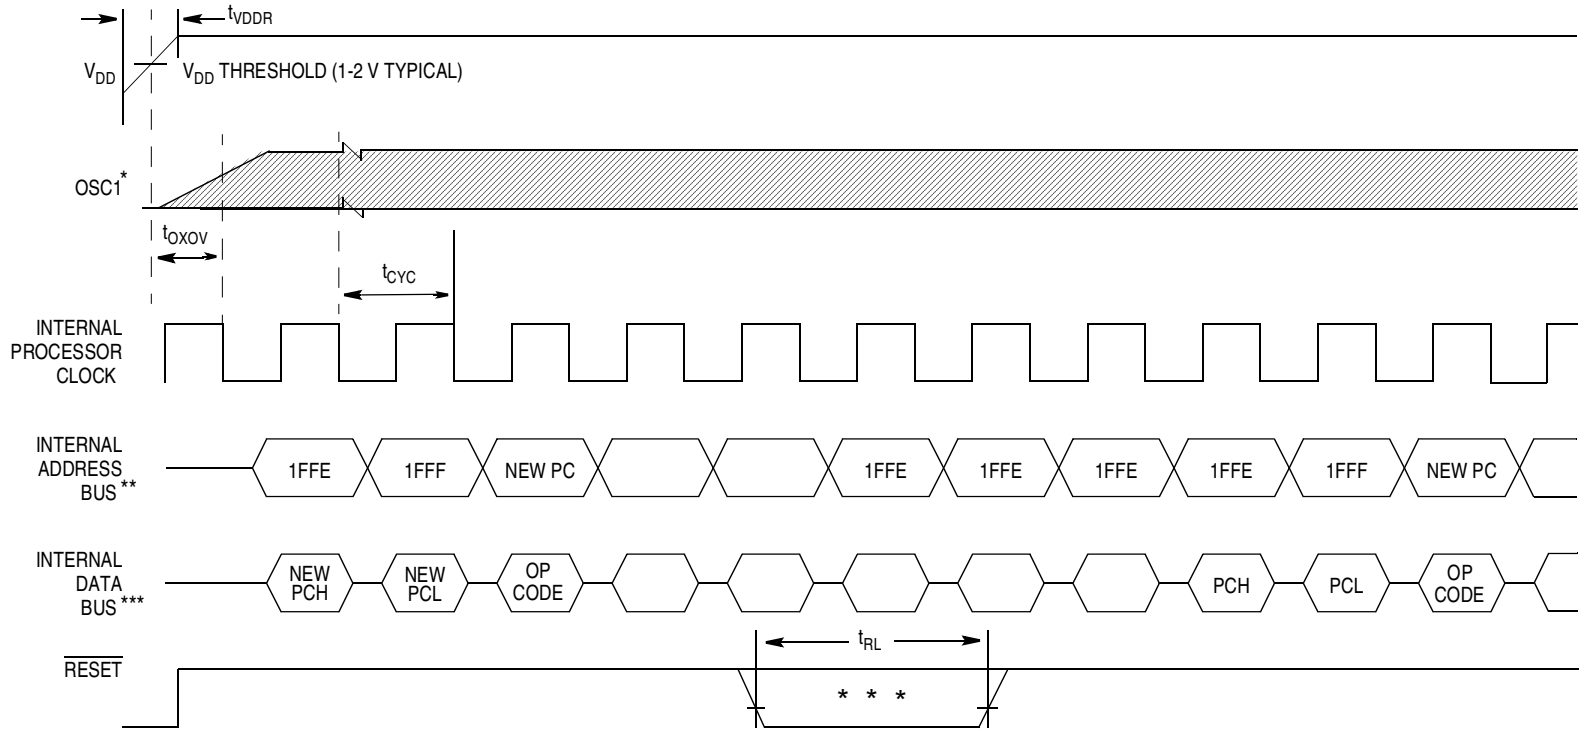 tVDDR
VDD
VDD THRESHOLD (1-2 V TYPICAL)
OSC1*
tOXOV
tCYC
INTERNAL
PROCESSOR
CLOCK
INTERNAL
ADDRESS
BUS **
1FFE
1FFF
NEW PC
1FFE
1FFE
1FFE
1FFE
1FFF
NEW PC
INTERNAL
DATA
BUS ***
NEW
PCH
NEW
PCL
OP
CODE
PCH
PCL
OP
CODE
tRL
RESET
* * *